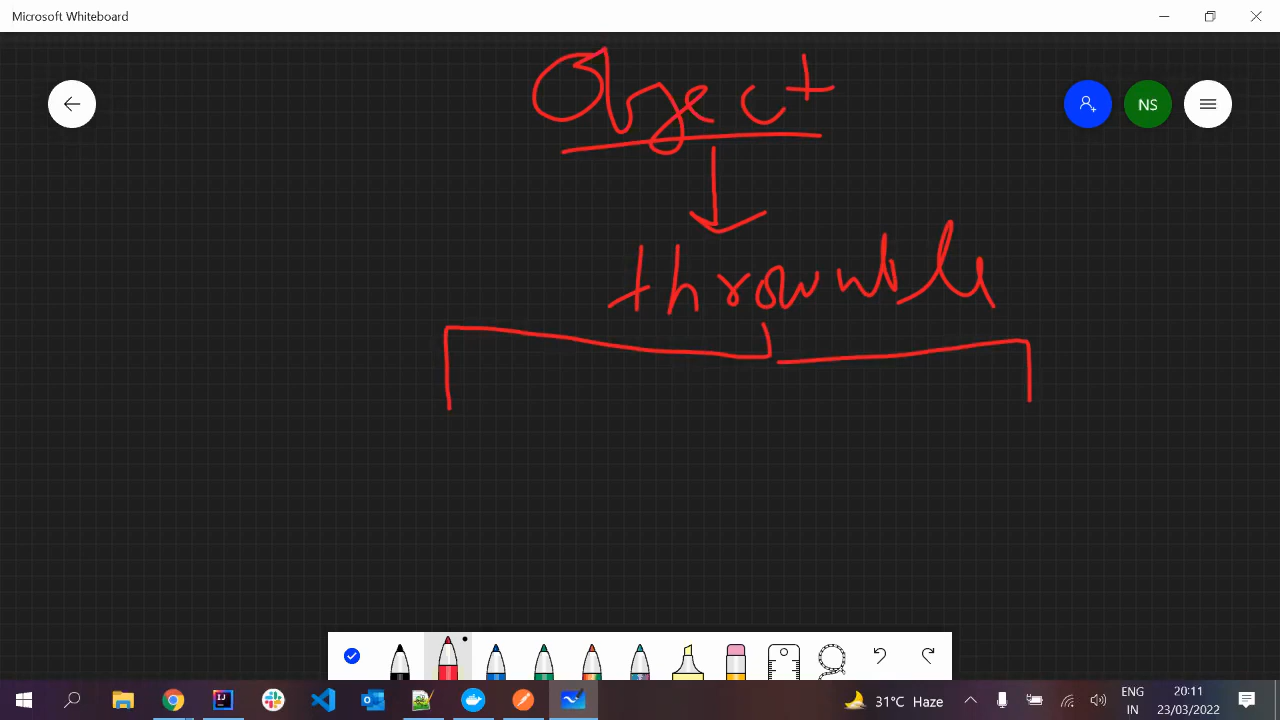 Microsoft Whiteboard
Object
NS
throwable
31°C Haze
ENG
IN
20:11
23/03/2022